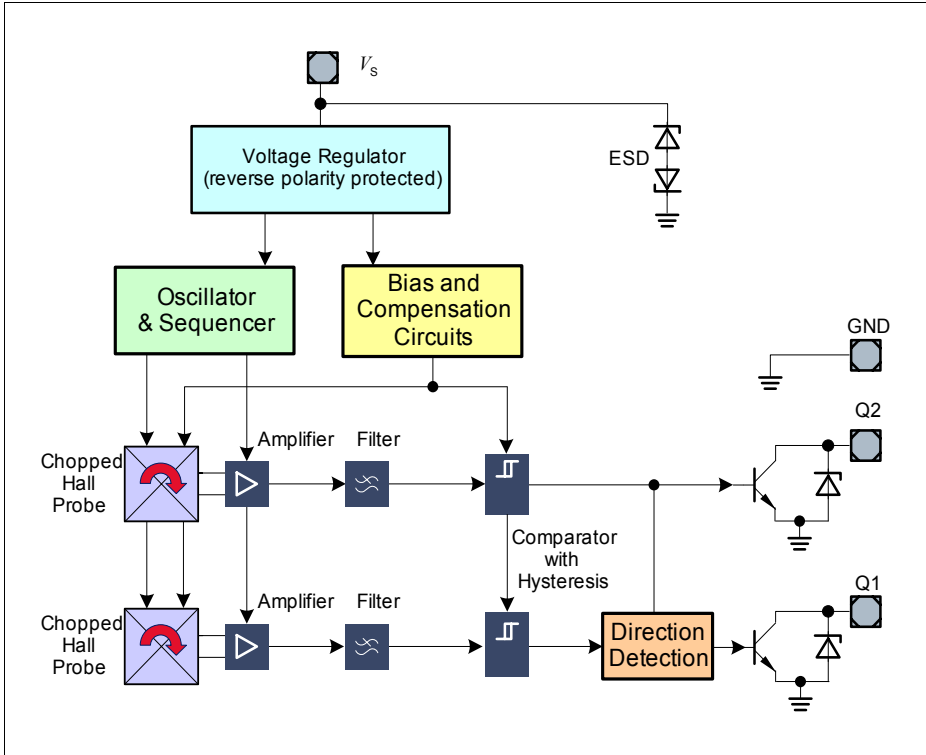 V_S
Voltage Regulator
(reverse polarity protected)
ESD
Oscillator
& Sequencer
Bias and
Compensation
Circuits
GND
Q2
Amplifier
Filter
Chopped
Hall
Probe
Comparator
with
Hysteresis
Q1
Amplifier
Filter
Chopped
Hall
Probe
Direction
Detection